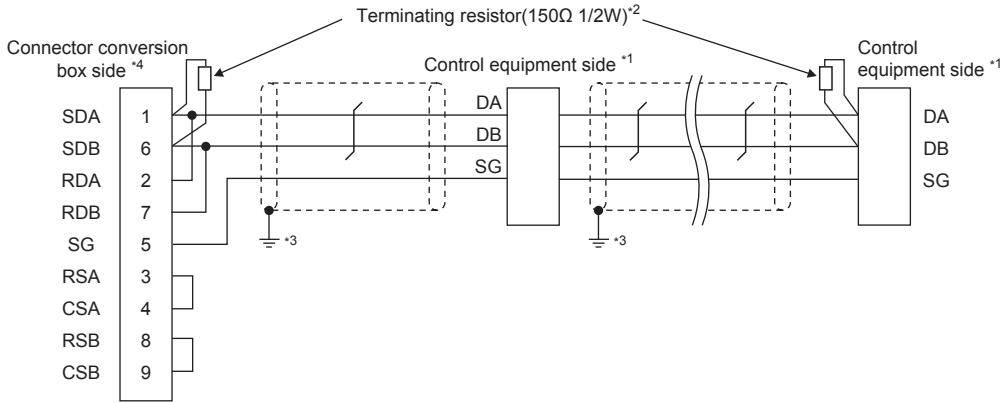 Terminating resistor(150Ω 1/2W)*2
Connector conversion
box side *4
Control equipment side *1
Control
equipment side *1
SDA 1
SDB 6
RDA 2
RDB 7
SG 5
RSA 3
CSA 4
RSB 8
CSB 9
DA
DB
SG
DA
DB
SG
*3
*3